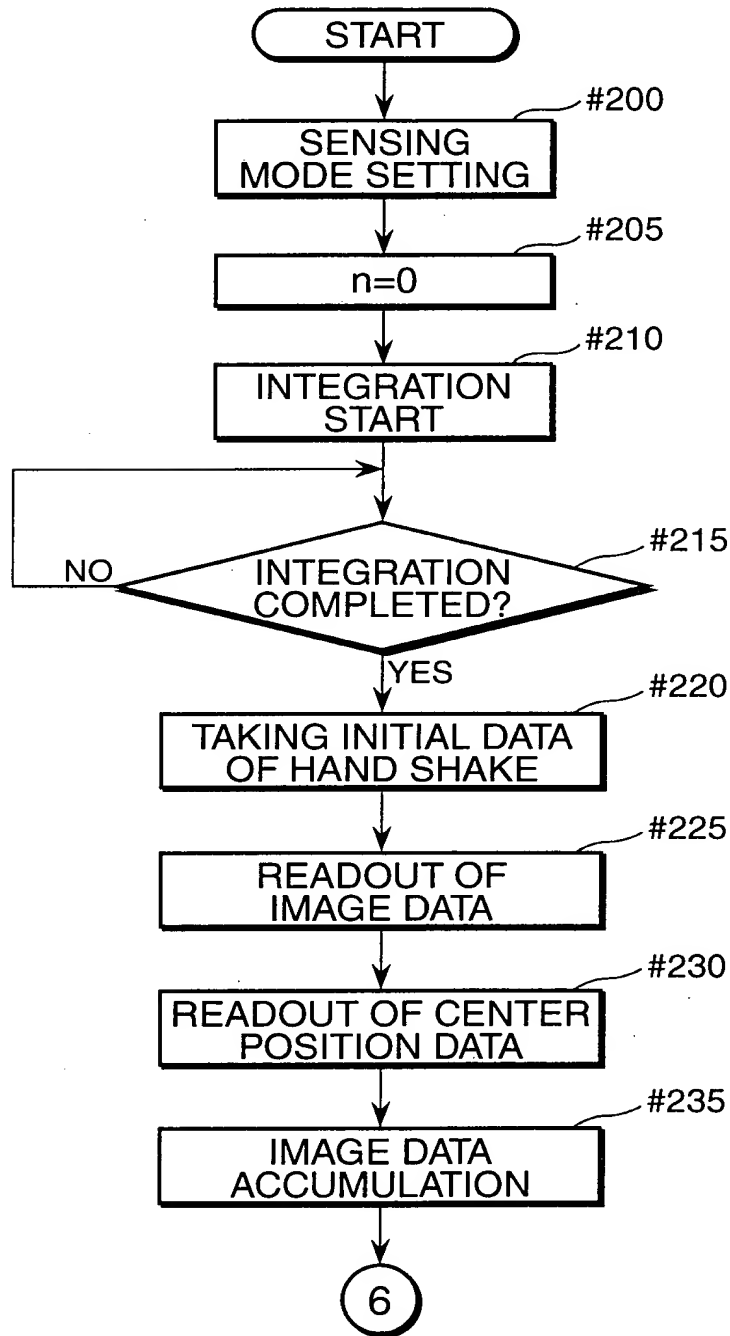 START
#200
SENSING
MODE SETTING
#205
n=0
#210
INTEGRATION
START
#215
NO
INTEGRATION
COMPLETED?
YES
#220
TAKING INITIAL DATA
OF HAND SHAKE
#225
READOUT OF
IMAGE DATA
#230
READOUT OF CENTER
POSITION DATA
#235
IMAGE DATA
ACCUMULATION
6